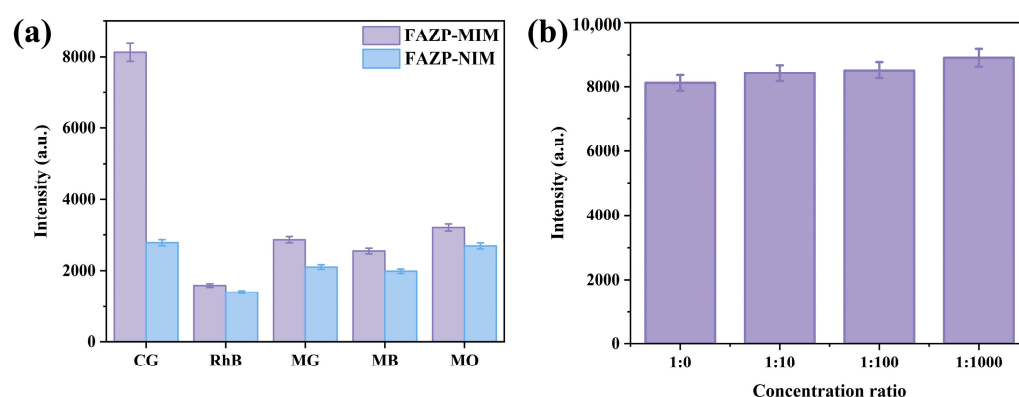 (a)
FAZP-MIM
FAZP-NIM
Intensity (a.u.)
8000
6000
4000
2000
0
CG RhB MG MB MO
(b)
Intensity (a.u.)
10,000
8000
6000
4000
2000
0
1:0 1:10 1:100 1:1000
Concentration ratio